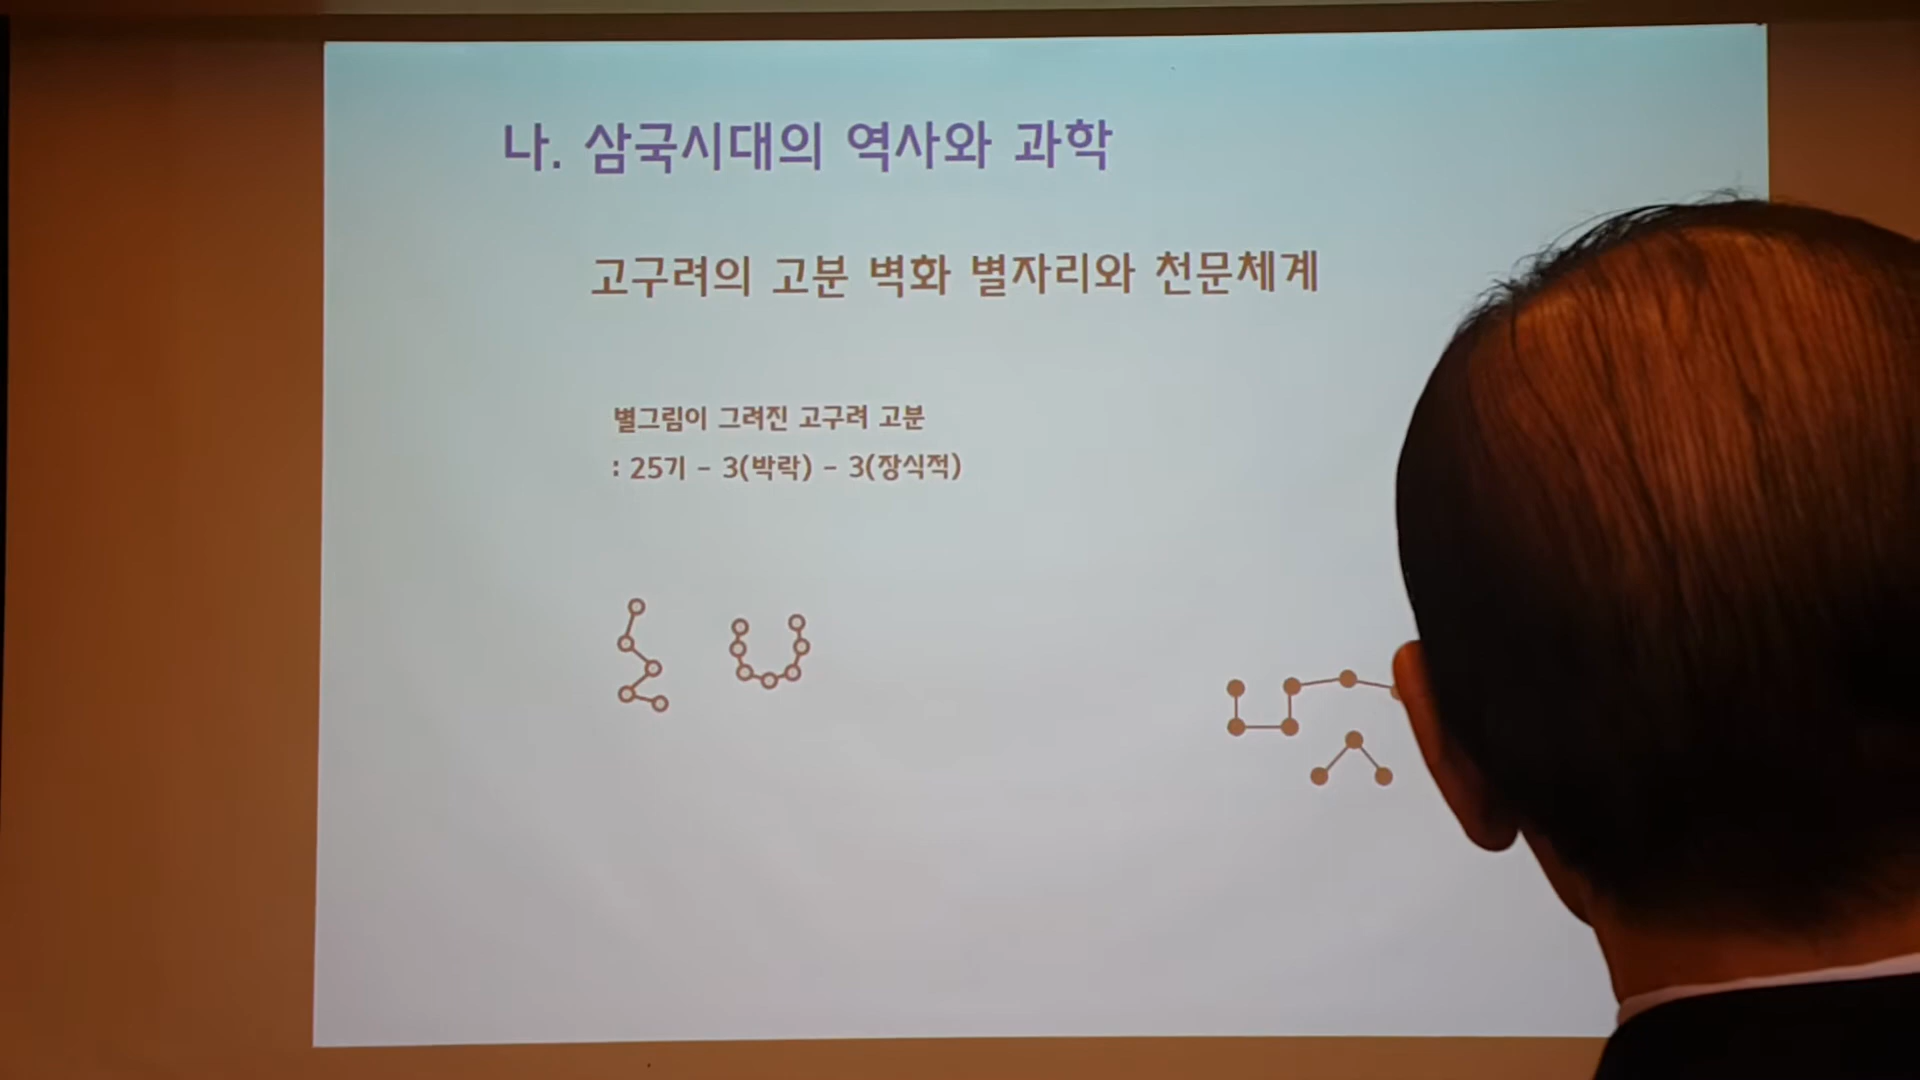 나. 삼국시대의 역사와 과학
고구려의 고분 벽화 별자리와 천문체계
별그림이 그려진 고구려 고분
: 25기 - 3(박락) - 3(장식적)